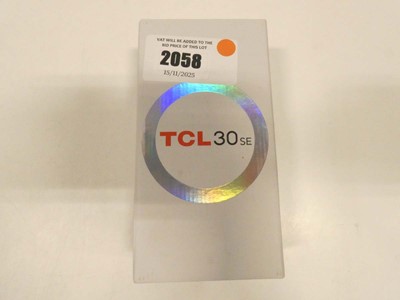 VAT WILL BE ADDED TO THE
BID PRICE OF THIS LOT
2058
15/11/2025
TCL 30 SE